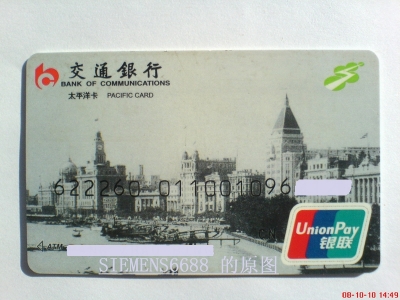 交通銀行
BANK OF COMMUNICATIONS
太平洋卡 PACIFIC CARD
622260 011001096
UnionPay
银联
SIEMENS6688 的原图
08-10-10 14:49